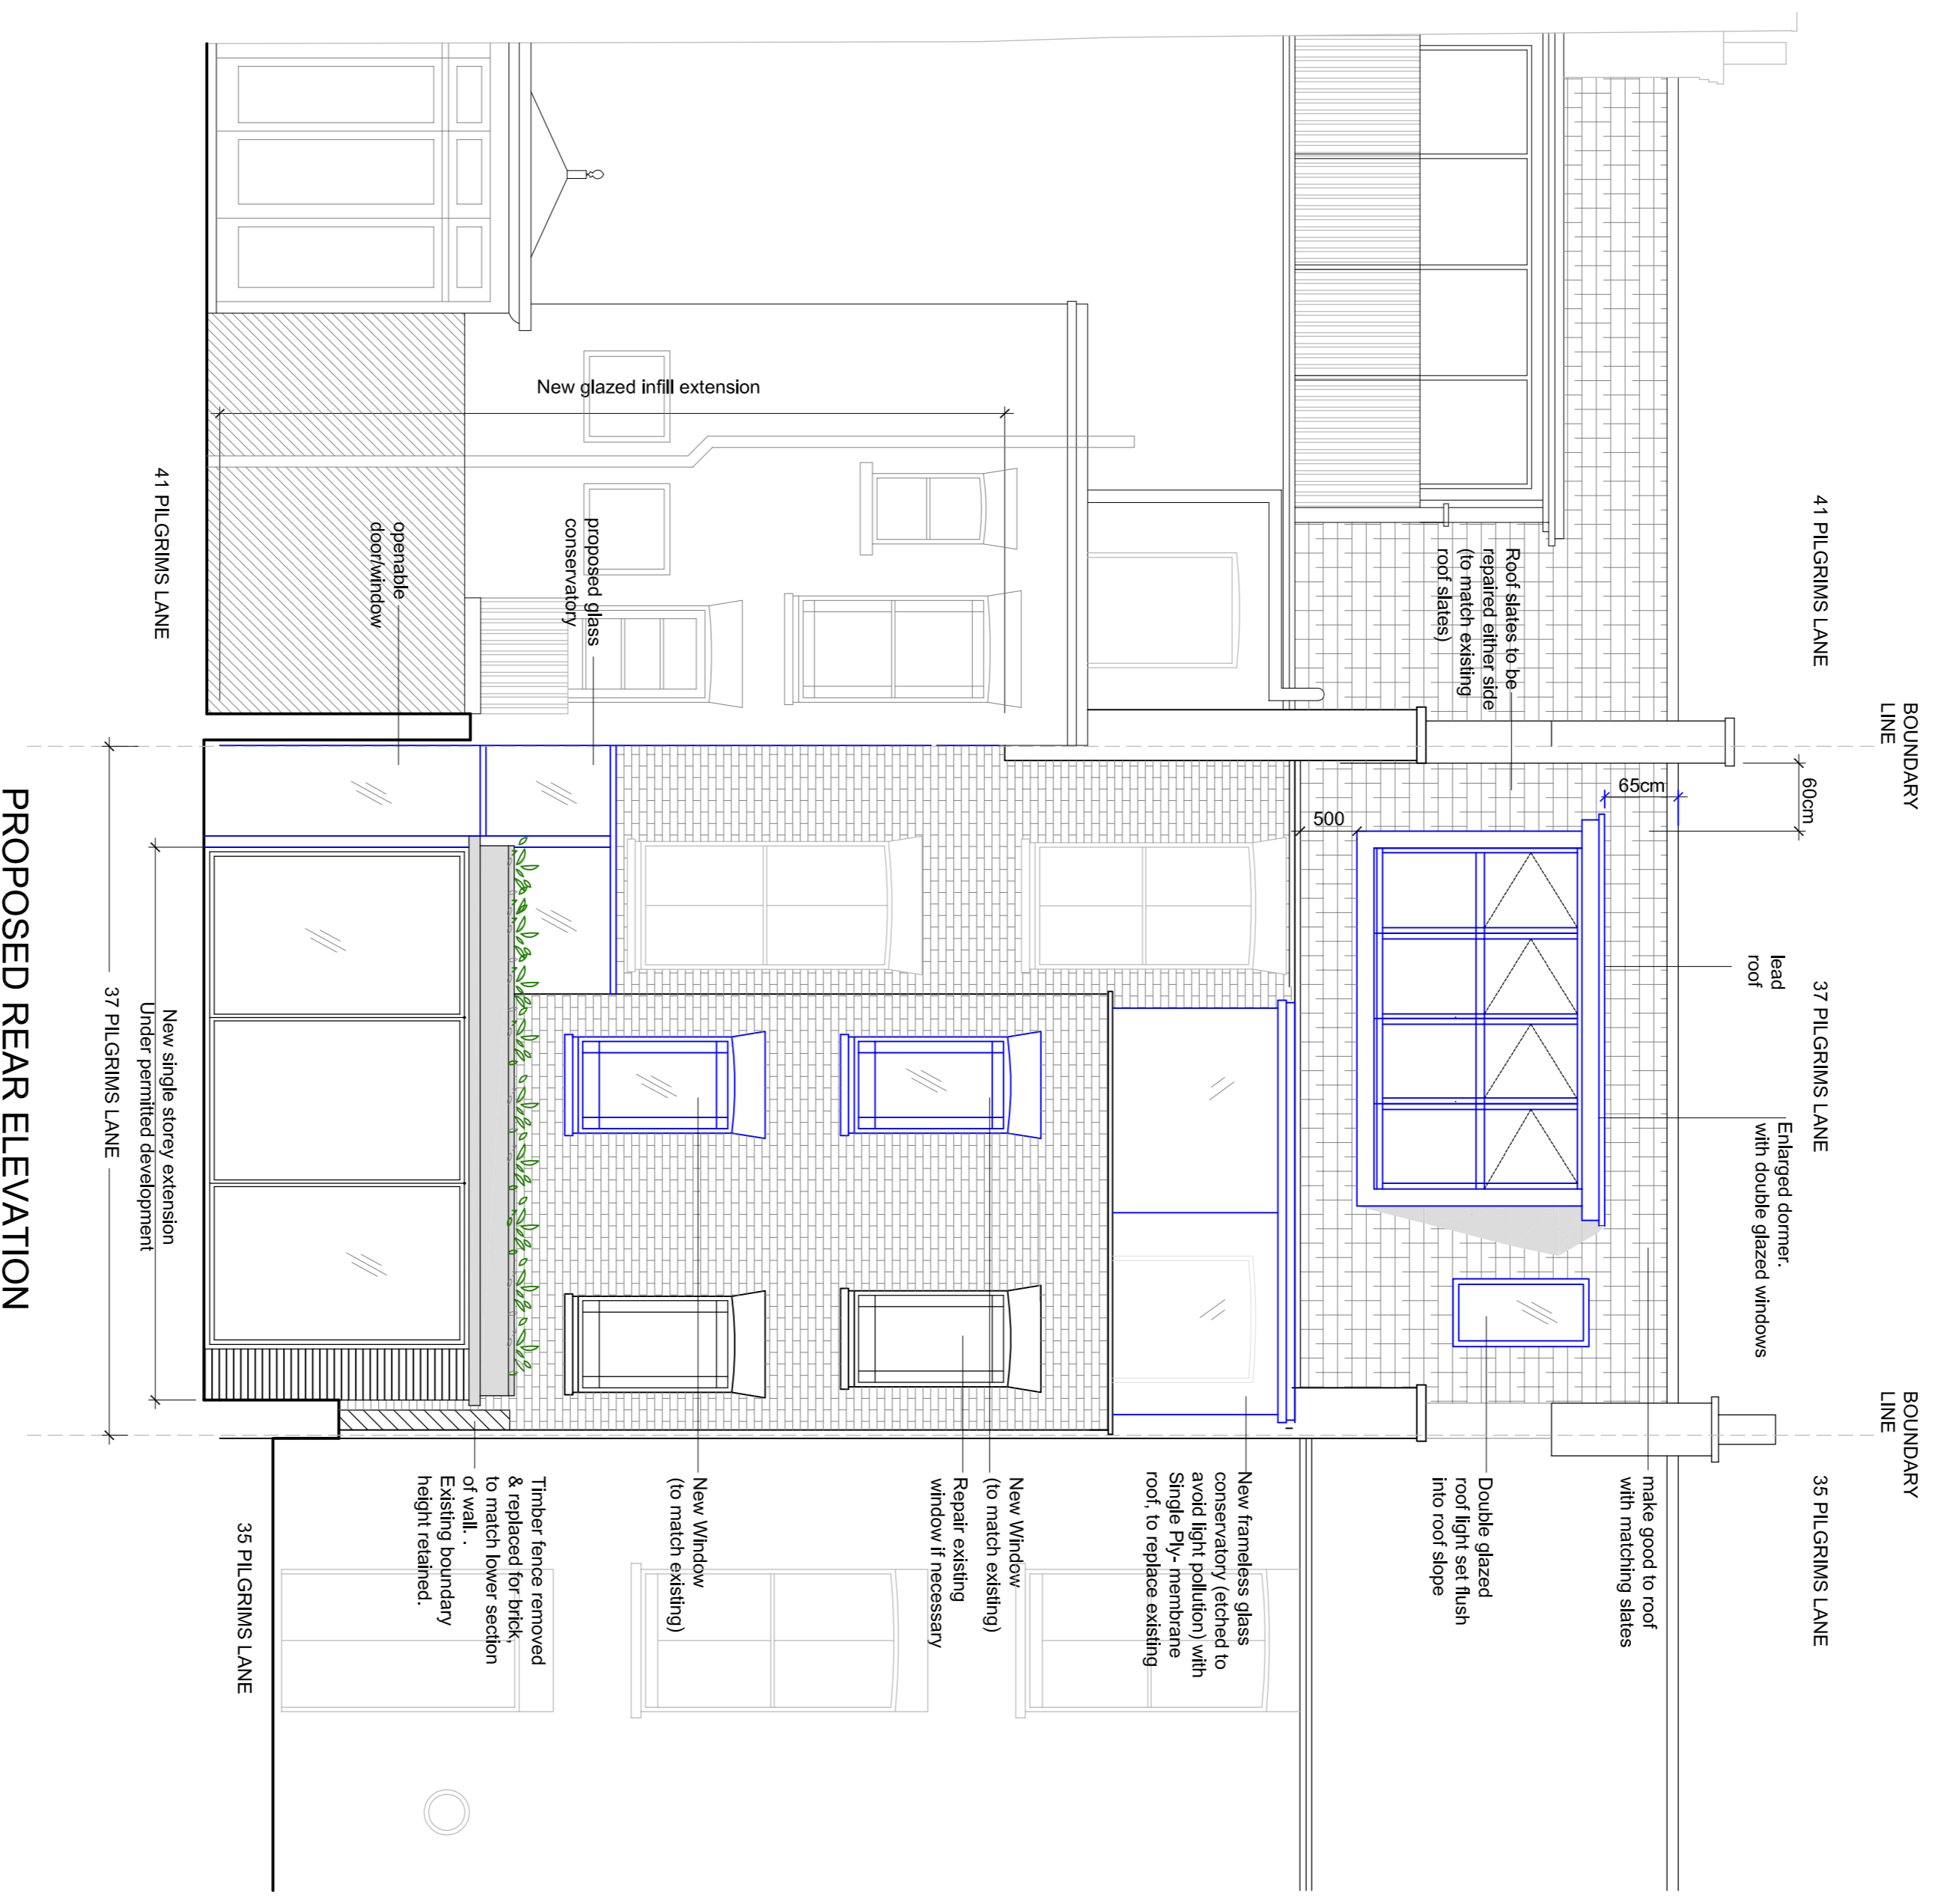 BOUNDARY
LINE
BOUNDARY
LINE
41 PILGRIMS LANE
37 PILGRIMS LANE
35 PILGRIMS LANE
60cm
65cm
500
lead
roof
Enlarged dormer.
with double glazed windows
make good to roof
with matching slates
Roof slates to be
repaired either side
(to match existing
roof slates)
Double glazed
roof light set flush
into roof slope
New frameless glass
conservatory (etched to
avoid light pollution) with
Single Ply- membrane
roof, to replace existing
New Window
(to match existing)
Repair existing
window if necessary
New glazed infill extension
New Window
(to match existing)
proposed glass
conservatory
Timber fence removed
& replaced for brick,
to match lower section
of wall. .
Existing boundary
height retained.
openable
door/window
41 PILGRIMS LANE
35 PILGRIMS LANE
New single storey extension
Under permitted development
37 PILGRIMS LANE
PROPOSED REAR ELEVATION